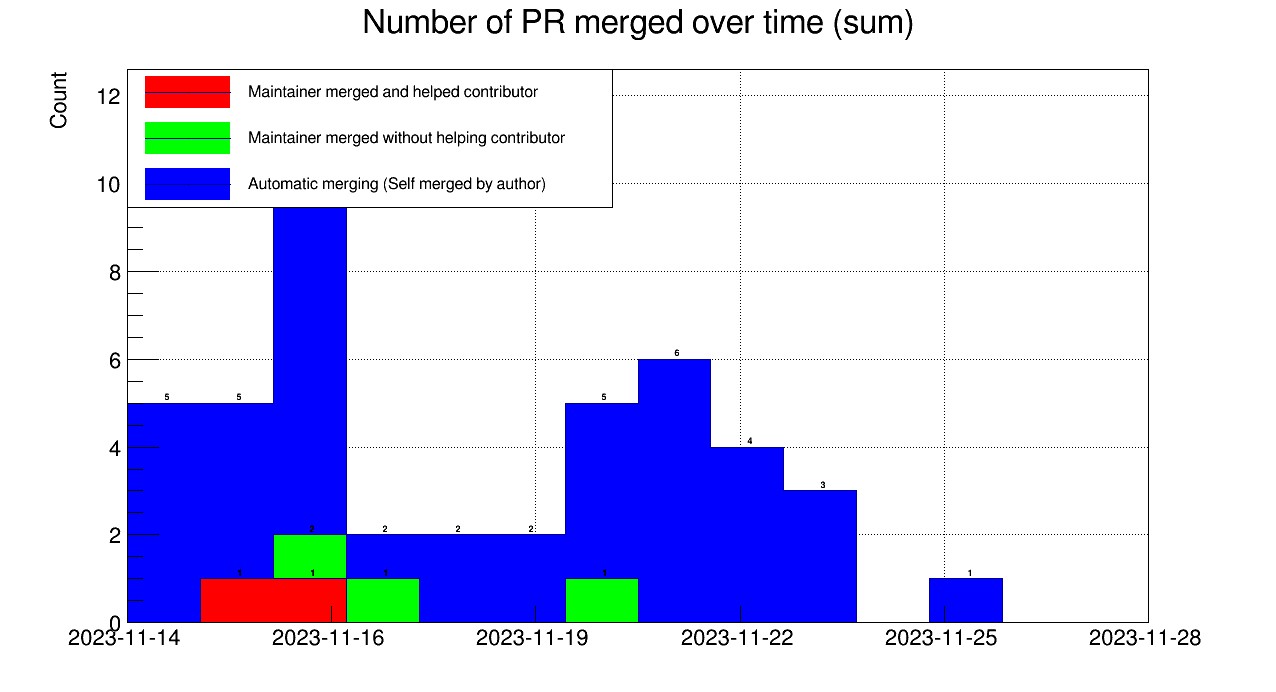 Number of PR merged over time (sum)
Count
Maintainer merged and helped contributor
Maintainer merged without helping contributor
Automatic merging (Self merged by author)
12
10
8
6
4
2
0
5 5 2 2 2 2 5 6 4 3 1
1 1 1 1
2023-11-14 2023-11-16 2023-11-19 2023-11-22 2023-11-25 2023-11-28